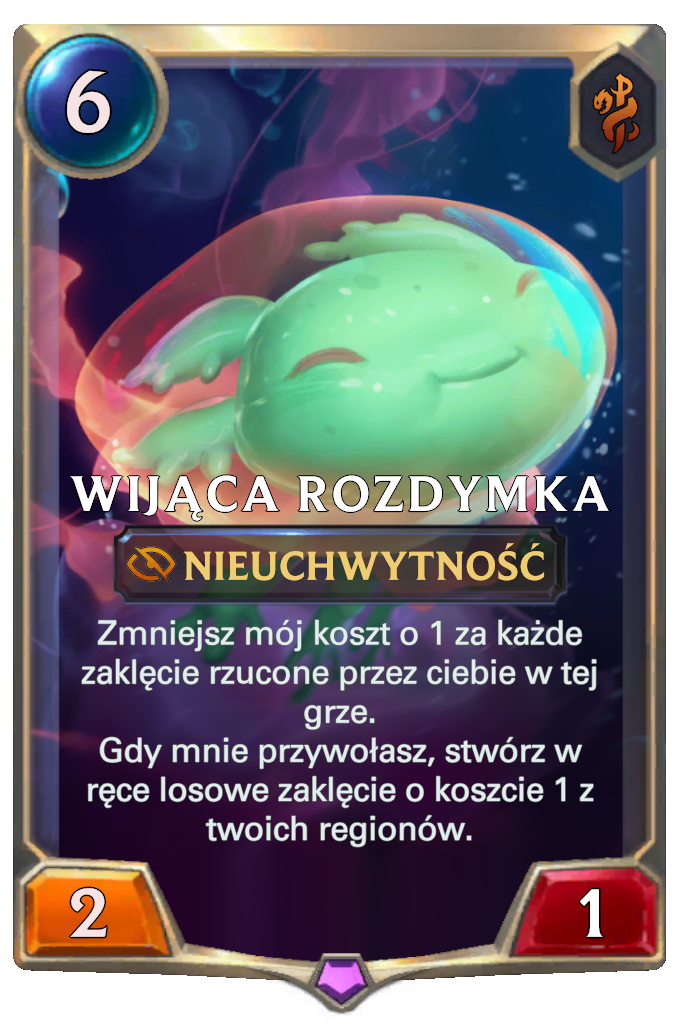 6
WIJĄCA ROZDYMKA
NIEUCHWYTNOŚĆ
Zmniejsz mój koszt o 1 za każde
zaklęcie rzucone przez ciebie w tej
grze.
Gdy mnie przywołasz, stwórz w
ręce losowe zaklęcie o koszcie 1 z
twoich regionów.
2
1